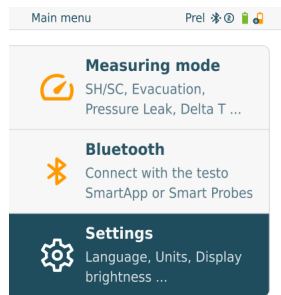 Main menu Prel
Measuring mode
SH/SC, Evacuation,
Pressure Leak, Delta T ...
Bluetooth
Connect with the testo
SmartApp or Smart Probes
Settings
Language, Units, Display
brightness ...